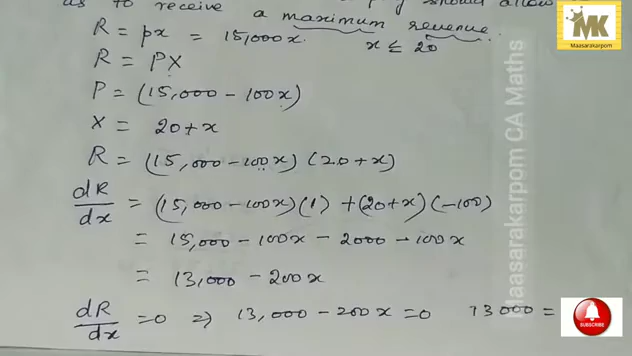 us to receive a maximum revenue.
R = px = 15,000x. x ≤ 20
R = PX
P = (15,000 - 100x)
X = 20+x
R = (15,000 - 100x) (20 + x)
dR/dx = (15,000 - 100x) (1) + (20+x) (-100)
= 15,000 - 100x - 2000 - 100x
= 13,000 - 200x
dR/dx = 0 ⇒ 13,000 - 200x = 0 13000 =
MK
Maasarakarpom
Maasarakarpom CA Maths
SUBSCRIBE